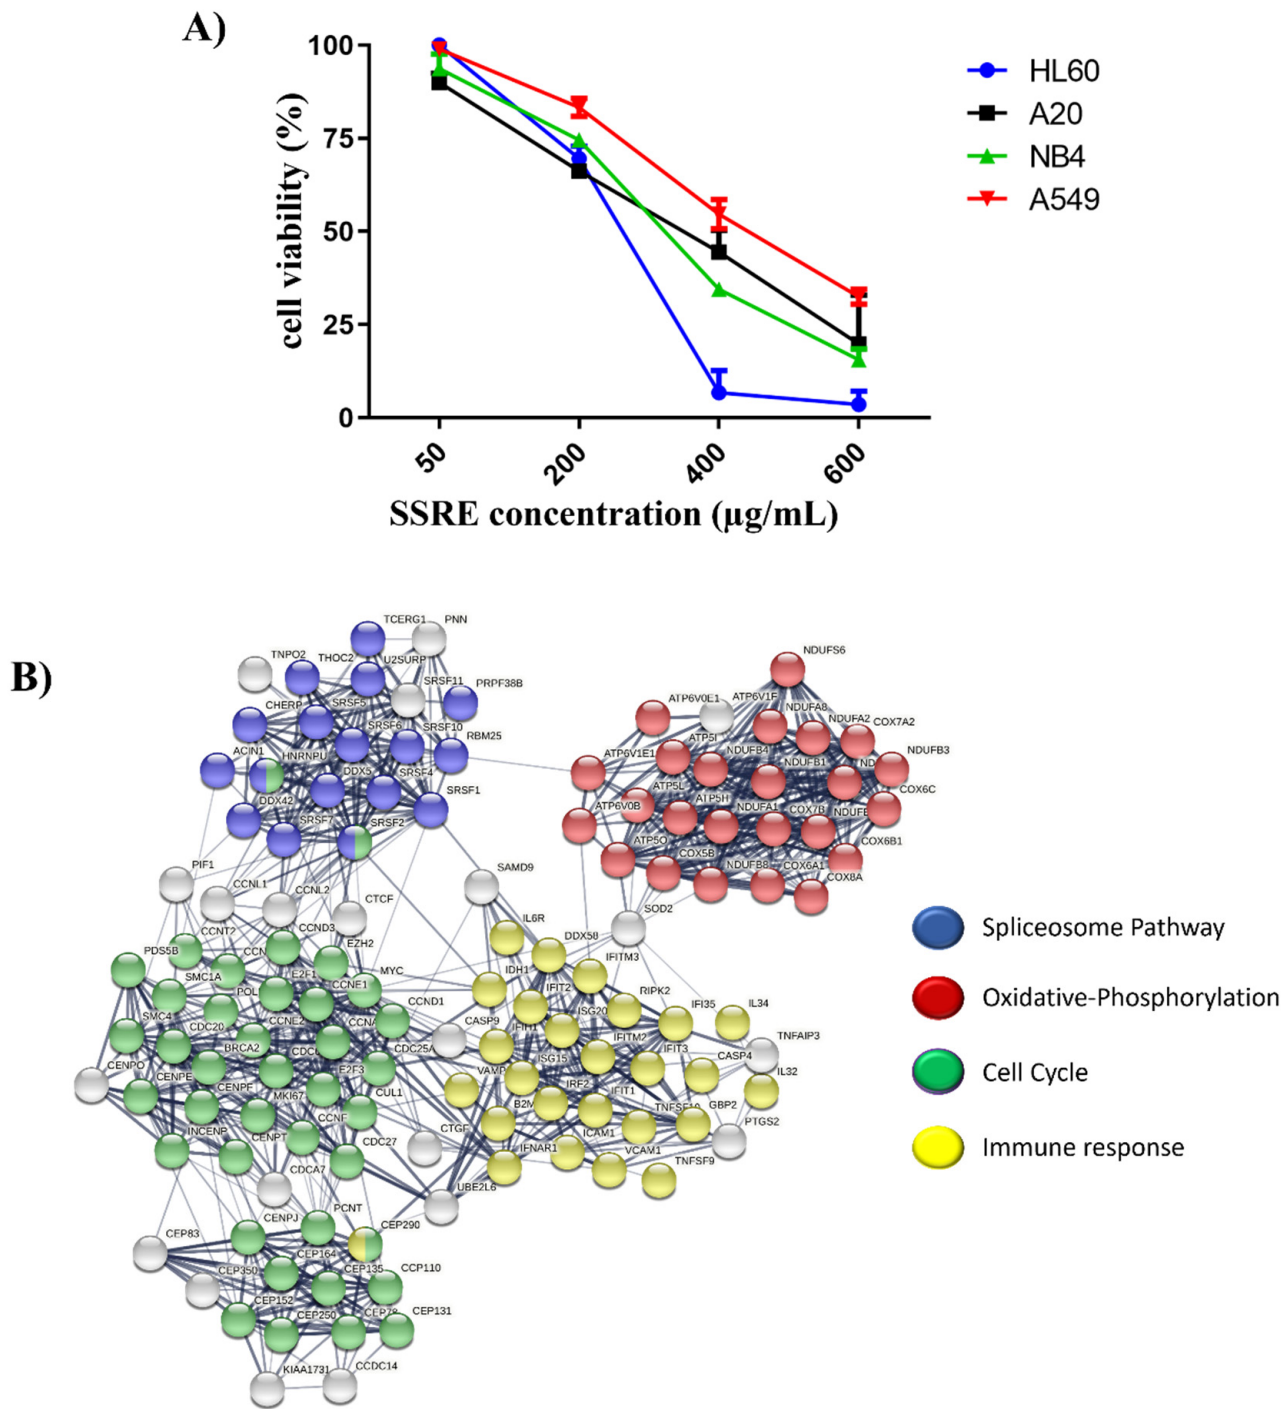 A)
100
75
50
25
0
cell viability (%)
50
200
400
600
SSRE concentration (µg/mL)
HL60
A20
NB4
A549
B)
TCERG1
PNN
TNPO2
THOC2
U2SURP
SRSF11
PRPF38B
CHERP
SRSF5
SRSF6
SRSF10
RBM25
ACIN1
HNRNPU
DDX5
SRSF4
SRSF1
DDX42
SRSF7
SRSF2
NDUFS6
ATP6V0E1
ATP6V1F
NDUFA8
NDUFA2
COX7A2
NDUFB3
ATP6V1E1
ATP5I
NDUFB4
NDUFB1
COX6C
ATP6V0B
ATP5L
ATP5H
NDUFA1
COX7B
COX6B1
ATP5O
COX5B
NDUFB8
COX6A1
COX8A
PIF1
CCNL1
CCNL2
CTCF
SAMD9
SOD2
CCNT2
CCND3
EZH2
PDS5B
SMC1A
E2F1
CCNE1
MYC
CCND1
SMC4
CDC20
CCNE2
CDC25A
BRCA2
E2F3
CENPO
CENPE
CENPF
MKI67
CUL1
CCNF
INCENP
CENPT
CDC27
CDCA7
IL6R
DDX58
IFITM3
IDH1
IFIT2
RIPK2
ISG20
IFI35
IL34
CASP9
IFIH1
IFITM2
IFIT3
TNFAIP3
ISG15
CASP4
IL32
IRF2
IFIT1
GBP2
ICAM1
PTGS2
CTGF
IFNAR1
VCAM1
TNFSF9
UBE2L6
CEP83
CENPJ
PCNT
CEP290
CEP164
CEP350
CEP135
CCP110
CEP152
CEP250
CEP78
CEP131
KIAA1731
CCDC14
Spliceosome Pathway
Oxidative-Phosphorylation
Cell Cycle
Immune response